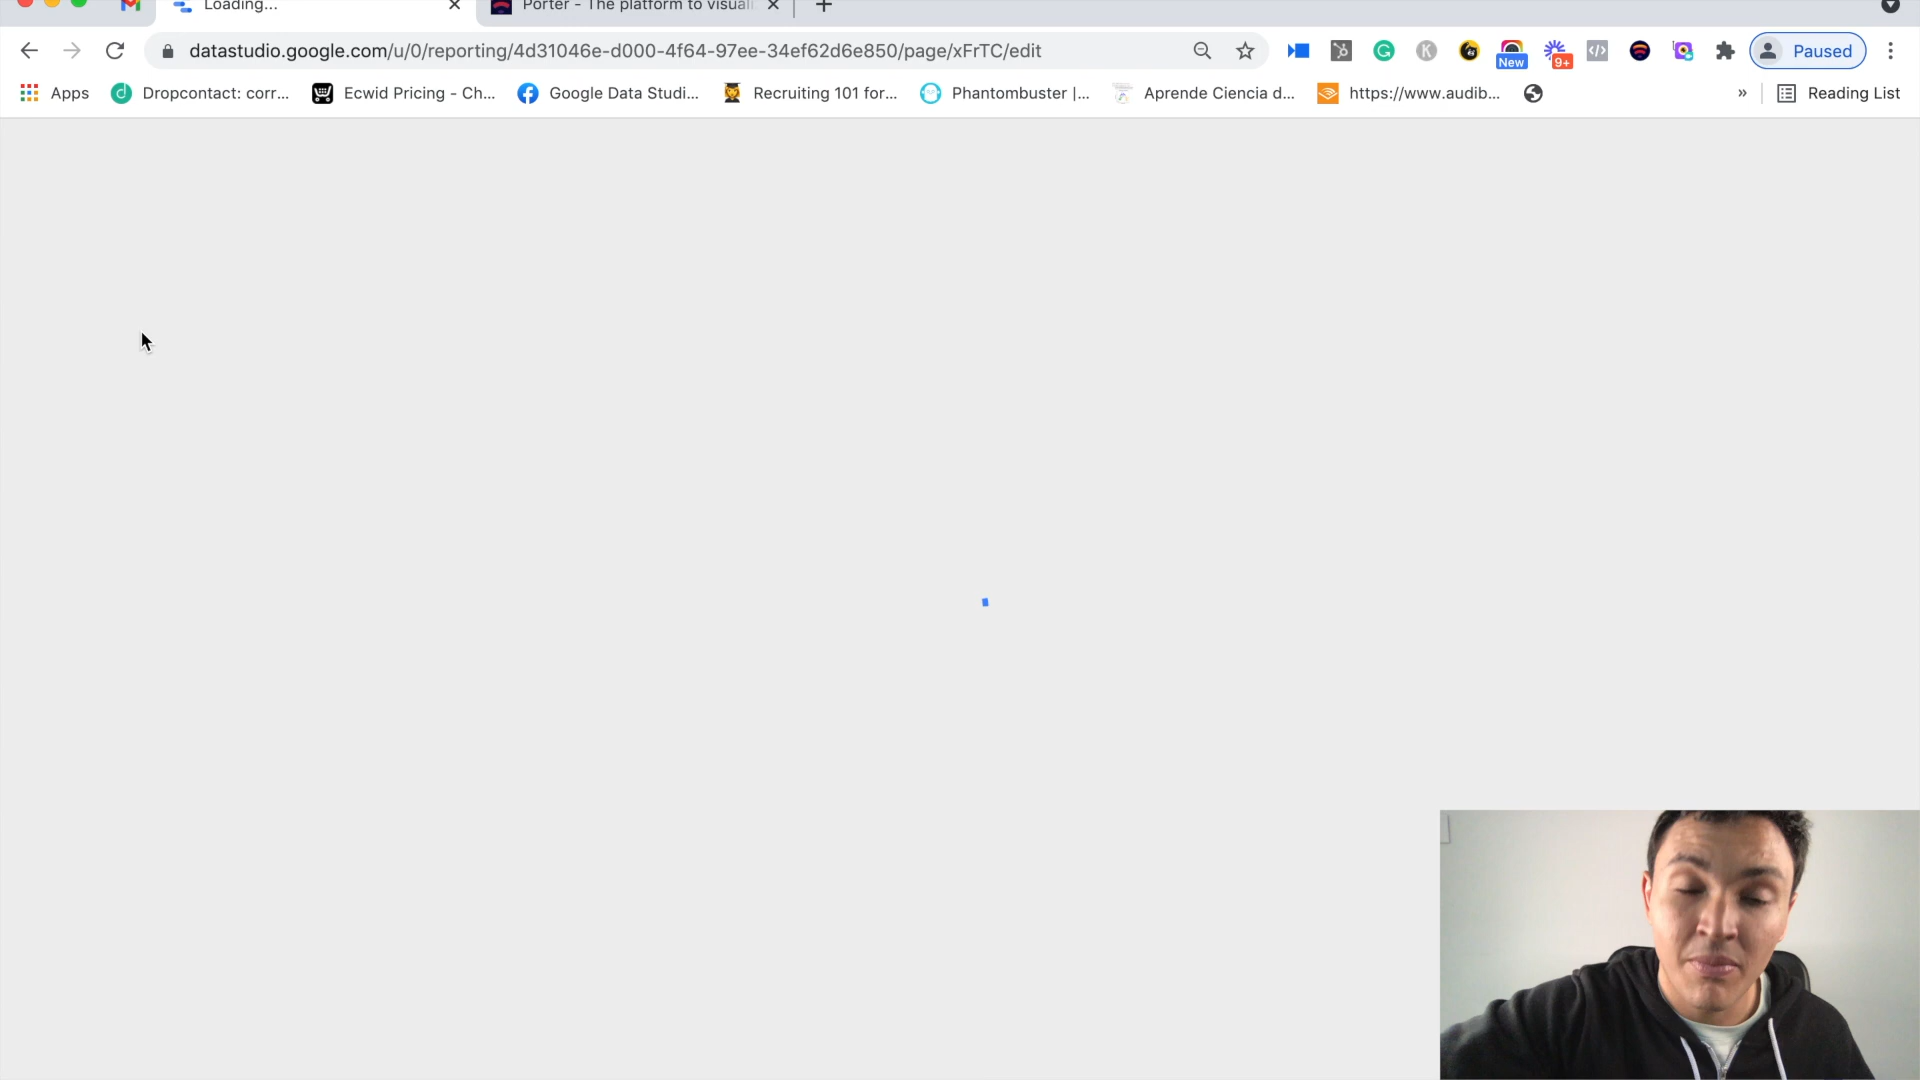 Loading...
Porter - The platform to visuali
datastudio.google.com/u/0/reporting/4d31046e-d000-4f64-97ee-34ef62d6e850/page/xFrTC/edit
New
9+
Paused
Apps
Dropcontact: corr...
Ecwid Pricing - Ch...
Google Data Studi...
Recruiting 101 for...
Phantombuster |...
Aprende Ciencia d...
https://www.audib...
»
Reading List